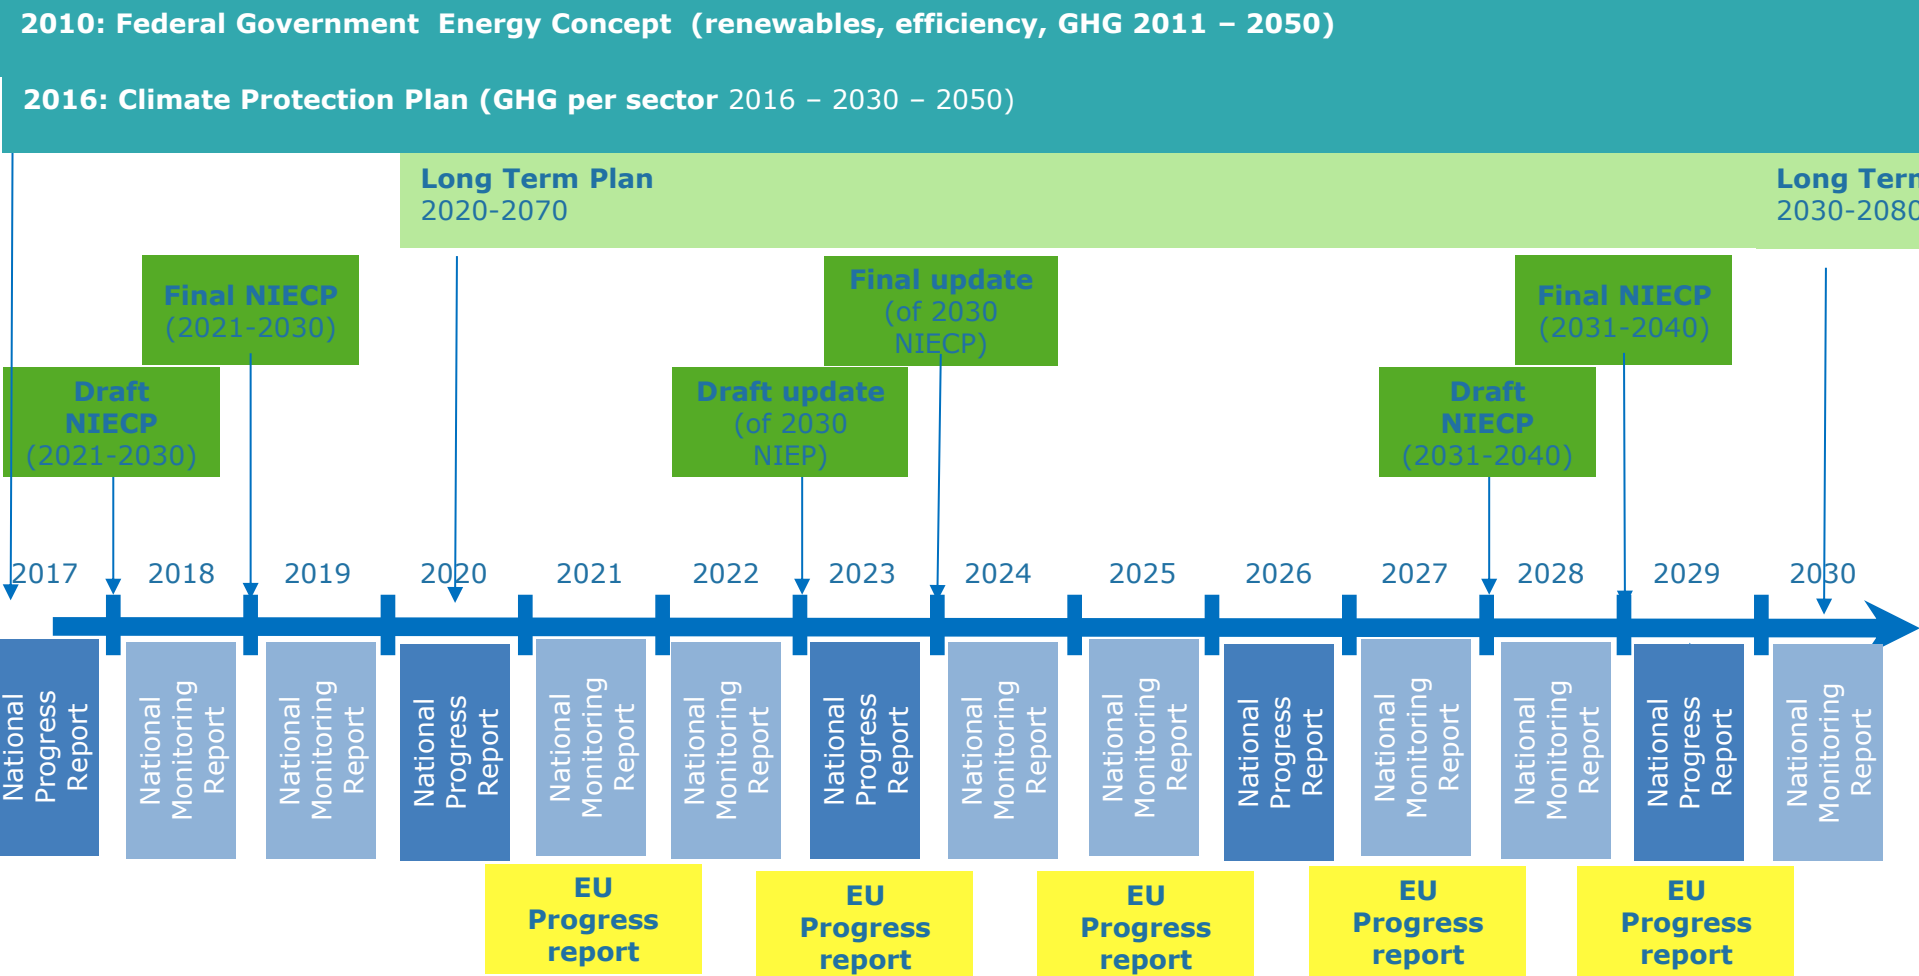 2010: Federal Government  Energy Concept  (renewables, efficiency, GHG 2011 – 2050)
2016: Climate Protection Plan (GHG per sector 2016 – 2030 – 2050)
Long Term Plan
2020-2070
Long Term
2030-2080
Final NIECP
(2021-2030)
Final update
(of 2030
NIECP)
Final NIECP
(2031-2040)
Draft
NIECP
(2021-2030)
Draft update
(of 2030
NIEP)
Draft
NIECP
(2031-2040)
2017
2018
2019
2020
2021
2022
2023
2024
2025
2026
2027
2028
2029
2030
National
Progress
Report
National
Monitoring
Report
National
Monitoring
Report
National
Progress
Report
National
Monitoring
Report
National
Monitoring
Report
National
Progress
Report
National
Monitoring
Report
National
Monitoring
Report
National
Progress
Report
National
Monitoring
Report
National
Monitoring
Report
National
Progress
Report
National
Monitoring
Report
EU
Progress
report
EU
Progress
report
EU
Progress
report
EU
Progress
report
EU
Progress
report